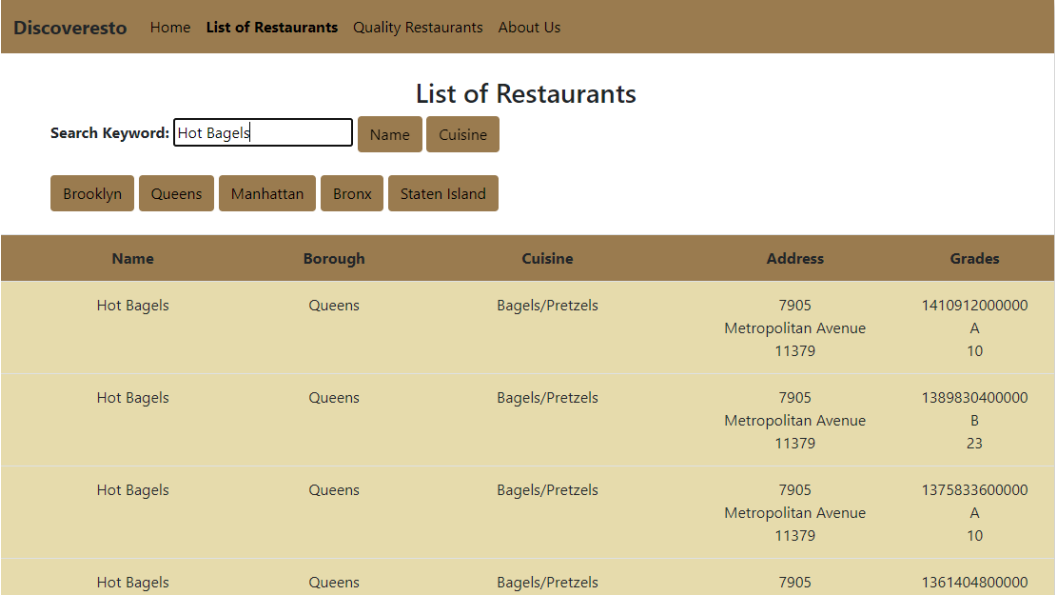 Discoveresto Home List of Restaurants Quality Restaurants About Us
List of Restaurants
Search Keyword: Hot Bagels Name Cuisine
Brooklyn Queens Manhattan Bronx Staten Island
Name Borough Cuisine Address Grades
Hot Bagels Queens Bagels/Pretzels 7905 1410912000000
Metropolitan Avenue A
11379 10
Hot Bagels Queens Bagels/Pretzels 7905 1389830400000
Metropolitan Avenue B
11379 23
Hot Bagels Queens Bagels/Pretzels 7905 1375833600000
Metropolitan Avenue A
11379 10
Hot Bagels Queens Bagels/Pretzels 7905 1361404800000